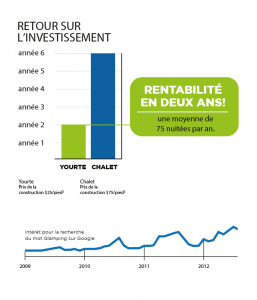 RETOUR SUR
L'INVESTISSEMENT
année 6
année 5
année 4
année 3
année 2
année 1
RENTABILITÉ
EN DEUX ANS!
une moyenne de
75 nuitées par an.
YOURTE CHALET
Yourte
Prix de la
construction $25/pied²
Chalet
Prix de la
construction $75/pied²
Intérêt pour la recherche
du mot Glamping sur Google
2009 2010 2011 2012